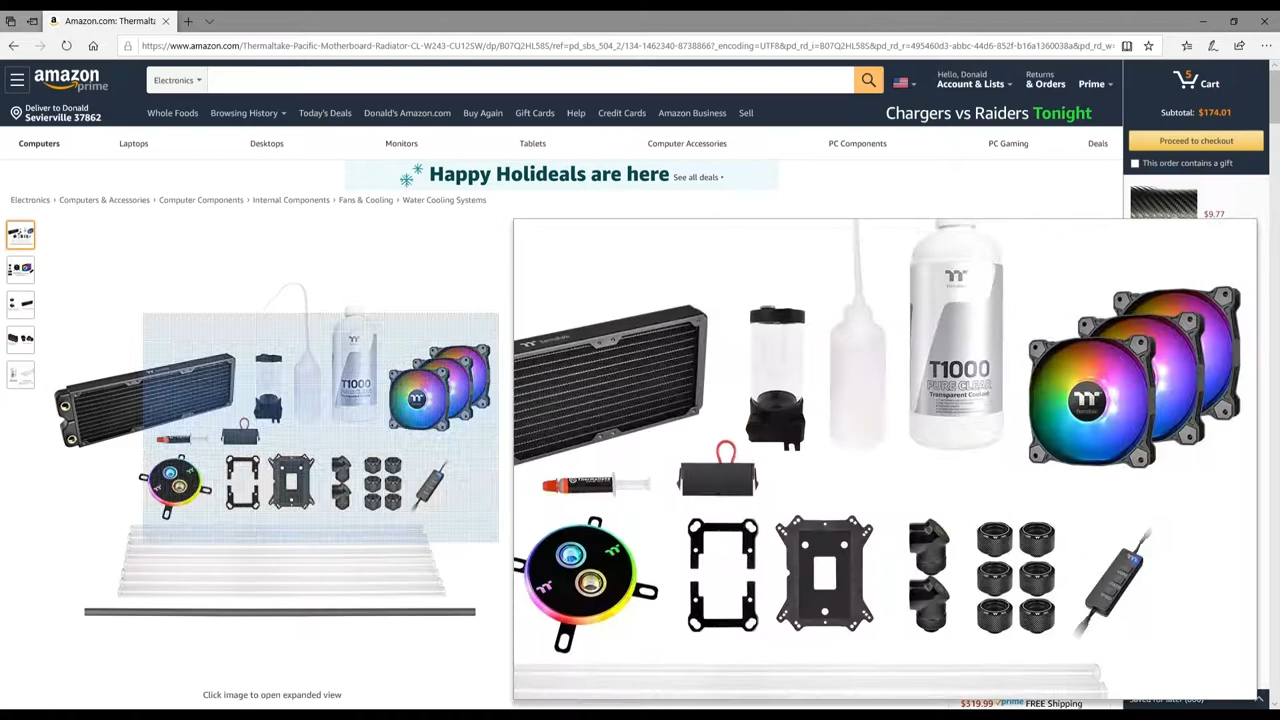 Amazon.com: Thermalta
https://www.amazon.com/Thermaltake-Pacific-Motherboard-Radiator-CL-W243-CU12SW/dp/B07Q2HL58S/ref=pd_sbs_504_2/134-1462340-8738866?_encoding=UTF8&pd_rd_i=B07Q2HL58S&pd_rd_r=495460d3-abbc-44d6-852f-b16a1360038a&pd_rd_w=
amazon
prime
Electronics
Hello, Donald
Account & Lists
Returns
& Orders
Prime
5
Cart
Deliver to Donald
Sevierville 37862
Whole Foods
Browsing History
Today's Deals
Donald's Amazon.com
Buy Again
Gift Cards
Help
Credit Cards
Amazon Business
Sell
Chargers vs Raiders Tonight
Subtotal: $174.01
Proceed to checkout
This order contains a gift
Computers
Laptops
Desktops
Monitors
Tablets
Computer Accessories
PC Components
PC Gaming
Deals
Happy Holideals are here See all deals
Electronics › Computers & Accessories › Computer Components › Internal Components › Fans & Cooling › Water Cooling Systems
$9.77
T1000
PURE CLEAR
Transparent Coolant
Click image to open expanded view
$319.99 prime FREE Shipping